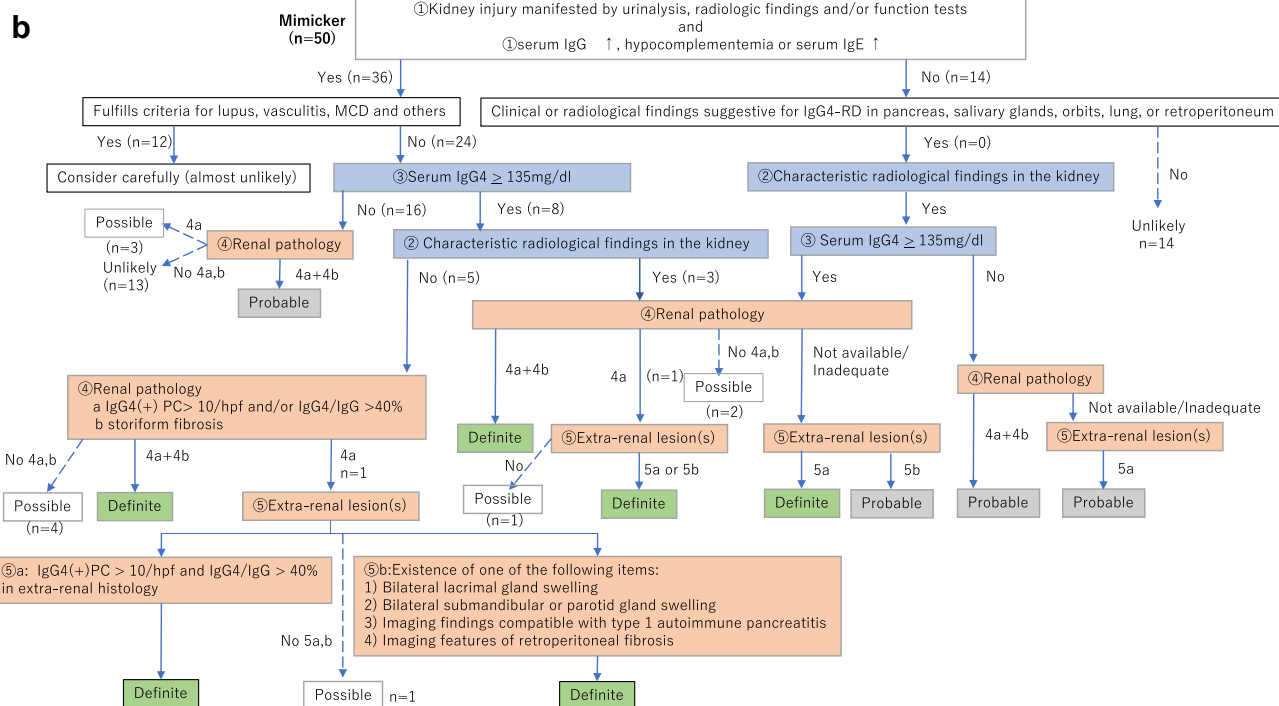 b
Mimicker
(n=50)
①Kidney injury manifested by urinalysis, radiologic findings and/or function tests
and
①serum IgG ↑, hypocomplementemia or serum IgE ↑
Yes (n=36)
No (n=14)
Fulfills criteria for lupus, vasculitis, MCD and others
Clinical or radiological findings suggestive for IgG4-RD in pancreas, salivary glands, orbits, lung, or retroperitoneum
Yes (n=12)
No (n=24)
Yes (n=0)
No
Consider carefully (almost unlikely)
③Serum IgG4 ≥ 135mg/dl
②Characteristic radiological findings in the kidney
No (n=16)
Yes (n=8)
Yes
Unlikely
n=14
Possible
(n=3)
4a
④Renal pathology
② Characteristic radiological findings in the kidney
③ Serum IgG4 ≥ 135mg/dl
Unlikely
(n=13)
No 4a,b
4a+4b
Probable
No (n=5)
Yes (n=3)
Yes
No
④Renal pathology
4a+4b
4a
(n=1)
No 4a,b
Possible
(n=2)
Not available/
Inadequate
④Renal pathology
④Renal pathology
a IgG4(+) PC> 10/hpf and/or IgG4/IgG >40%
b storiform fibrosis
4a+4b
Not available/Inadequate
Definite
⑤Extra-renal lesion(s)
⑤Extra-renal lesion(s)
⑤Extra-renal lesion(s)
No 4a,b
4a+4b
4a
n=1
No
5a or 5b
5a
5b
5a
Possible
(n=4)
Definite
⑤Extra-renal lesion(s)
Possible
(n=1)
Definite
Definite
Probable
Probable
Probable
⑤a: IgG4(+)PC > 10/hpf and IgG4/IgG > 40%
in extra-renal histology
No 5a,b
⑤b:Existence of one of the following items:
1) Bilateral lacrimal gland swelling
2) Bilateral submandibular or parotid gland swelling
3) Imaging findings compatible with type 1 autoimmune pancreatitis
4) Imaging features of retroperitoneal fibrosis
Definite
Possible
n=1
Definite